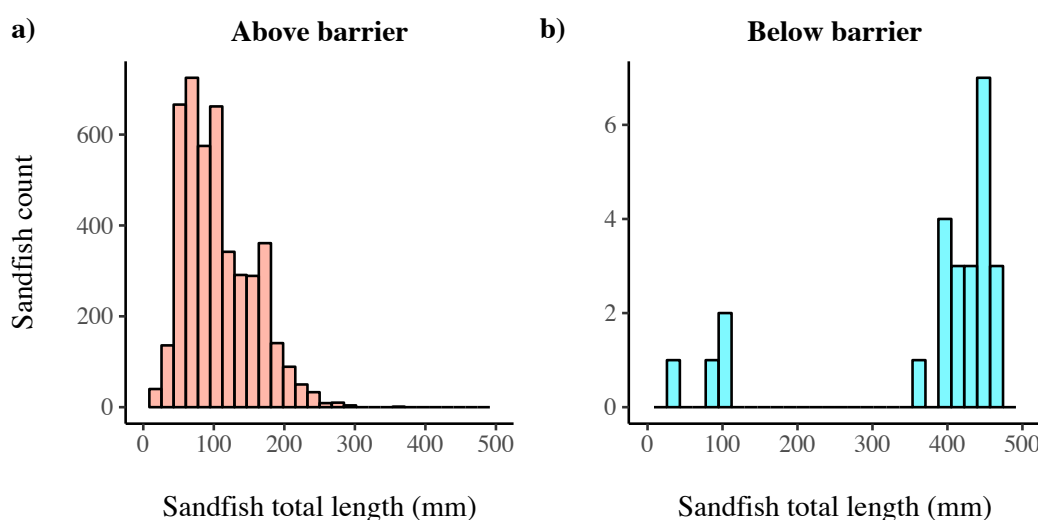 a) Above barrier
b) Below barrier
Sandfish count
600
400
200
0
0 100 200 300 400 500
Sandfish total length (mm)
6
4
2
0
0 100 200 300 400 500
Sandfish total length (mm)